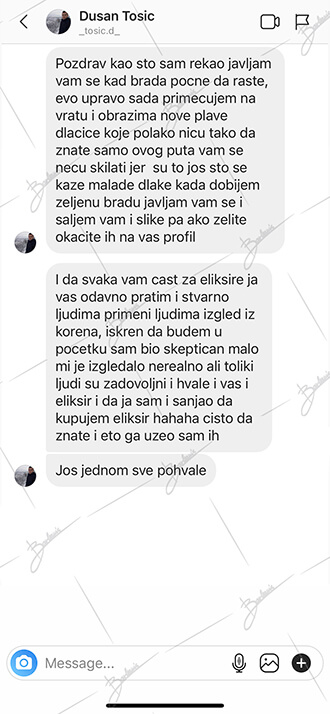 Dusan Tosic
_tosic.d_
Pozdrav kao sto sam rekao javljam
vam se kad brada pocne da raste,
evo upravo sada primecujem na
vratu i obrazima nove plave
dlacice koje polako nicu tako da
znate samo ovog puta vam se
necu skilati jer su to jos sto se
kaze malade dlake kada dobijem
zeljenu bradu javljam vam se i
saljem vam i slike pa ako zelite
okacite ih na vas profil
I da svaka vam cast za eliksire ja
vas odavno pratim i stvarno
ljudima primeni ljudima izgled iz
korena, iskren da budem u
pocetku sam bio skeptican malo
mi je izgledalo nerealno ali toliki
ljudi su zadovoljni i hvale i vas i
eliksir i da ja sam i sanjao da
kupujem eliksir hahaha cisto da
znate i eto ga uzeo sam ih
Jos jednom sve pohvale
Message...